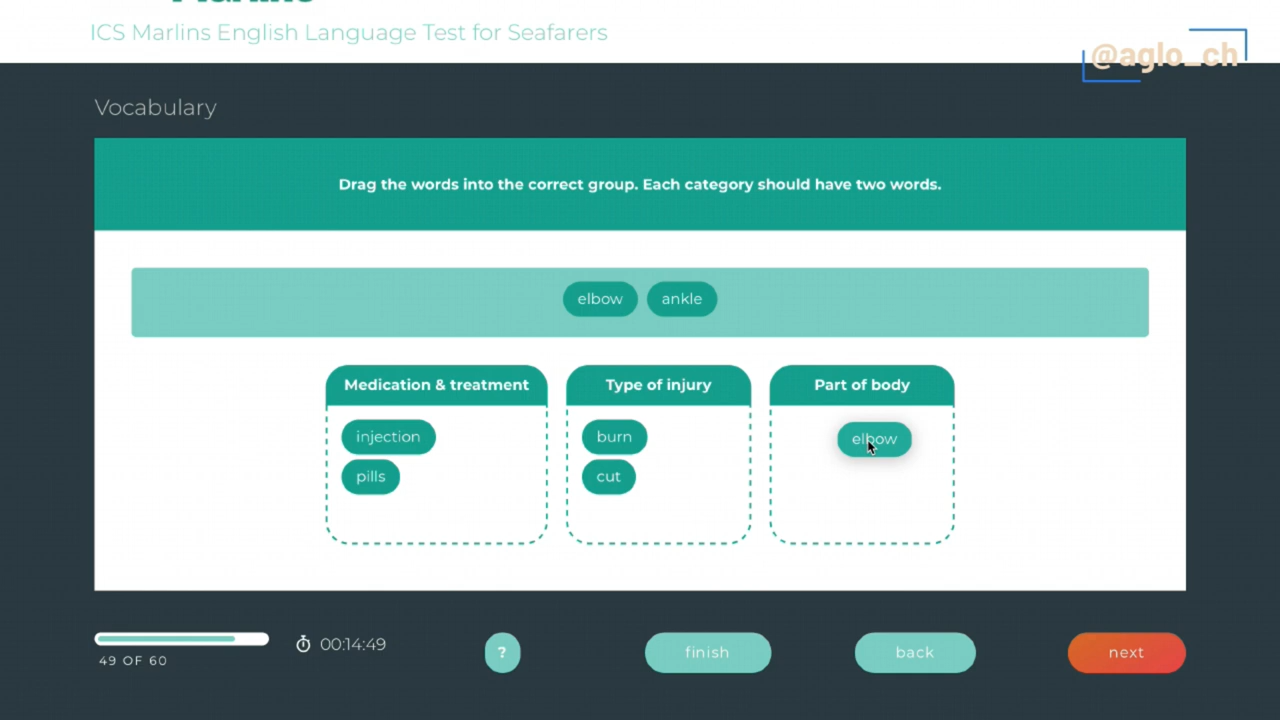 ICS Marlins English Language Test for Seafarers
@aglo_ch
Vocabulary
Drag the words into the correct group. Each category should have two words.
elbow ankle
Medication & treatment Type of injury Part of body
injection burn elbow
pills cut
00:14:49 ? finish back next
49 OF 60